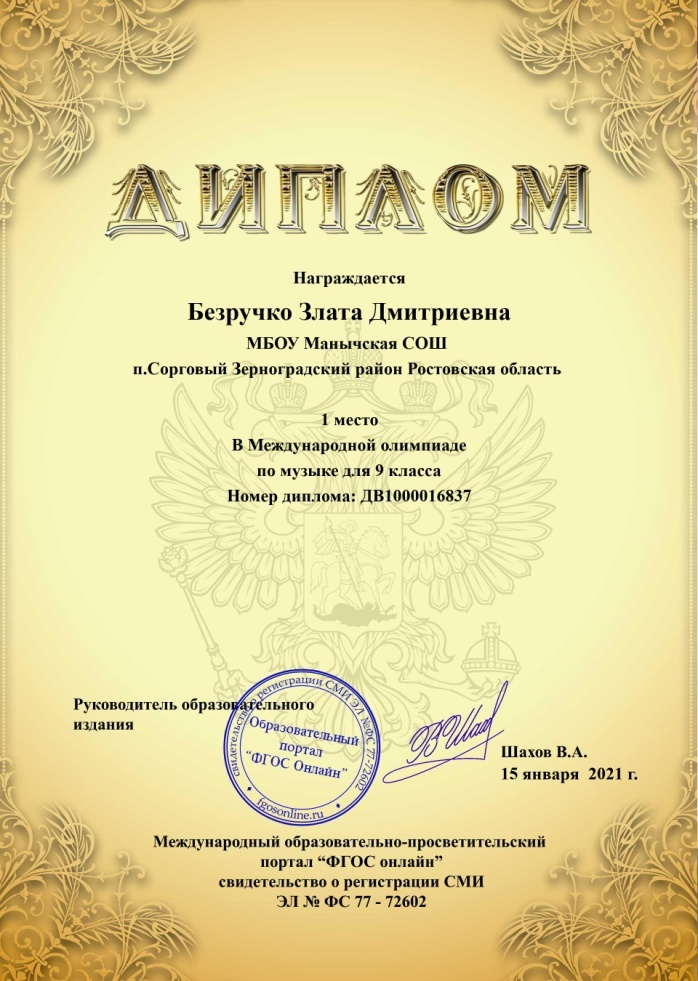 ДИПЛОМ
Награждается
Безручко Злата Дмитриевна
МБОУ Манычская СОШ
п.Сорговый Зерноградский район Ростовская область
1 место
В Международной олимпиаде
по музыке для 9 класса
Номер диплома: ДВ1000016837
Руководитель образовательного
издания
свидетельство о регистрации СМИ ЭЛ №ФС 77-72602
Образовательный
портал
“ФГОС Онлайн”
fgosonline.ru
Шахов В.А.
15 января 2021 г.
Международный образовательно-просветительский
портал “ФГОС онлайн”
свидетельство о регистрации СМИ
ЭЛ № ФС 77 - 72602